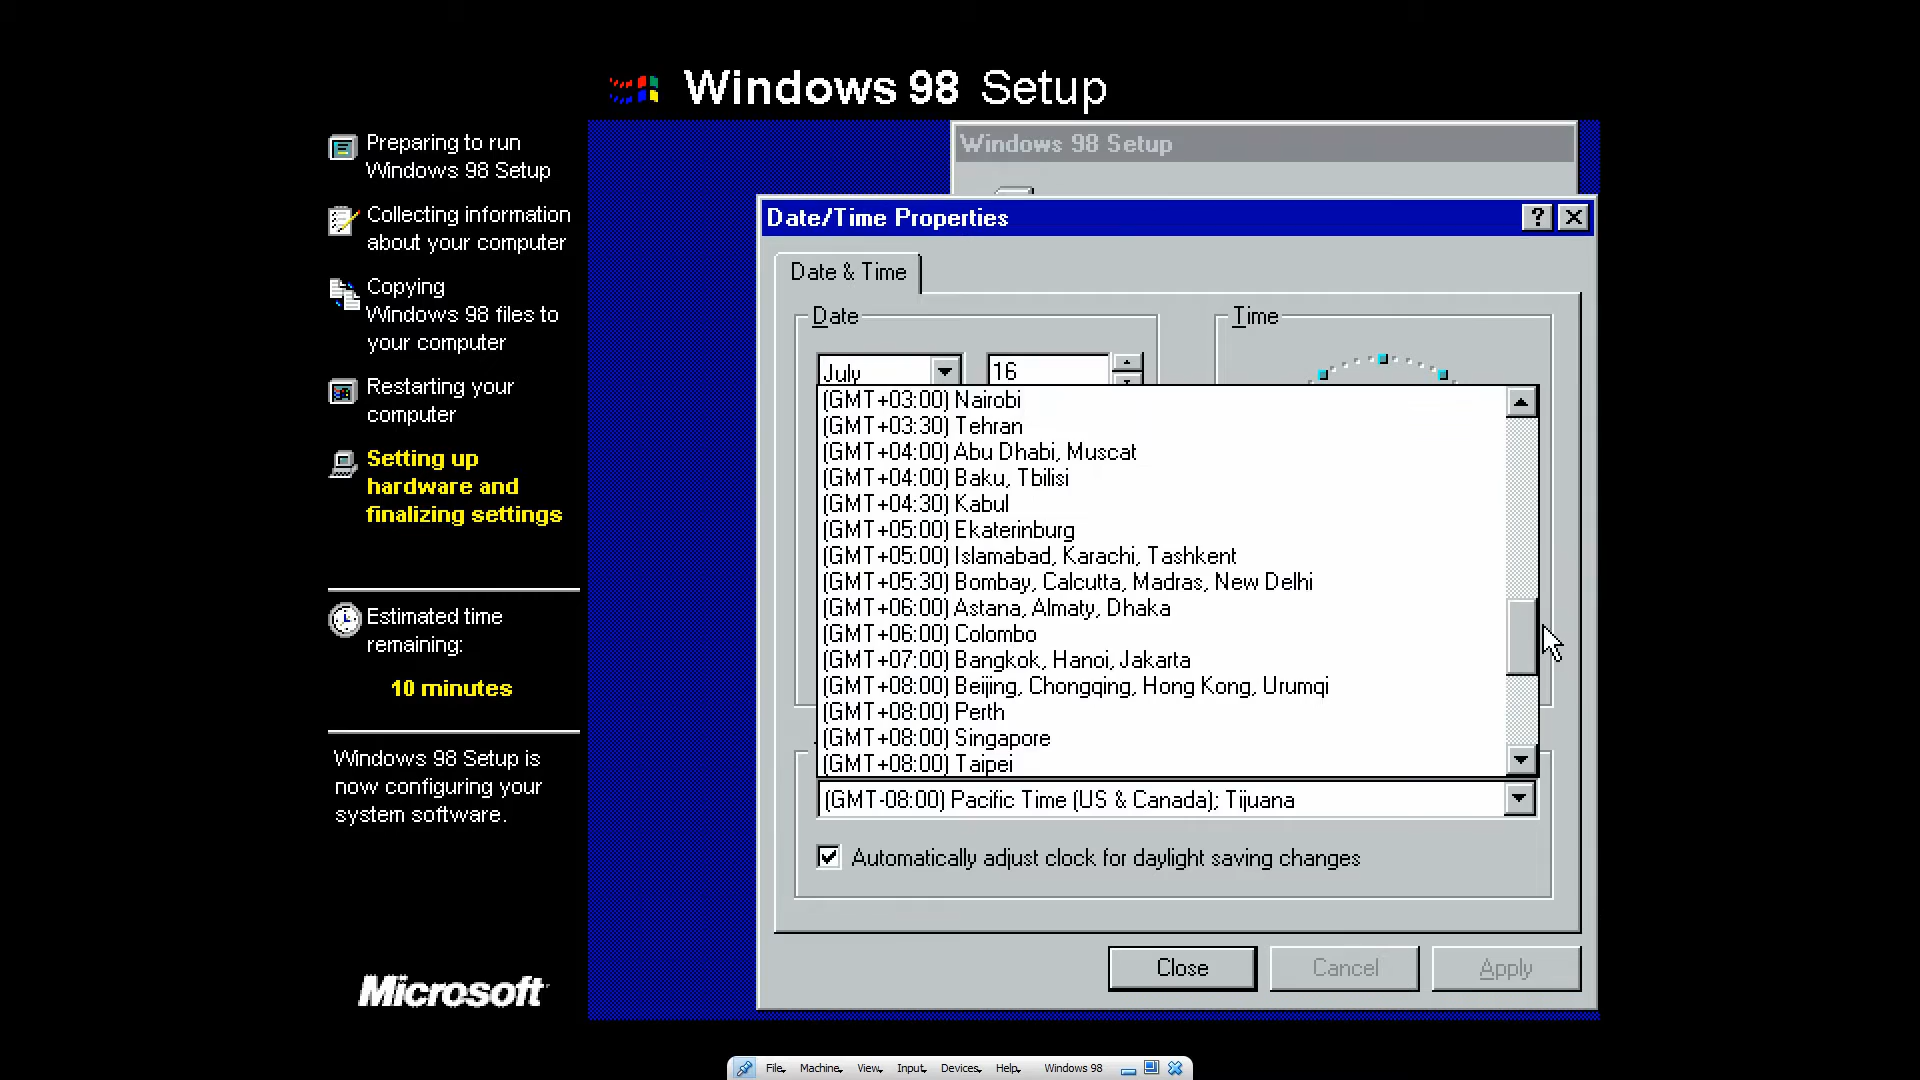 Windows 98 Setup
Preparing to run
Windows 98 Setup
Collecting information
about your computer
Copying
Windows 98 files to
your computer
Restarting your
computer
Setting up
hardware and
finalizing settings
Estimated time
remaining:
10 minutes
Windows 98 Setup is
now configuring your
system software.
Microsoft
Windows 98 Setup
Date/Time Properties
Date & Time
Date
Time
July
16
(GMT+03:00) Nairobi
(GMT+03:30) Tehran
(GMT+04:00) Abu Dhabi, Muscat
(GMT+04:00) Baku, Tbilisi
(GMT+04:30) Kabul
(GMT+05:00) Ekaterinburg
(GMT+05:00) Islamabad, Karachi, Tashkent
(GMT+05:30) Bombay, Calcutta, Madras, New Delhi
(GMT+06:00) Astana, Almaty, Dhaka
(GMT+06:00) Colombo
(GMT+07:00) Bangkok, Hanoi, Jakarta
(GMT+08:00) Beijing, Chongqing, Hong Kong, Urumqi
(GMT+08:00) Perth
(GMT+08:00) Singapore
(GMT+08:00) Taipei
(GMT-08:00) Pacific Time (US & Canada); Tijuana
Automatically adjust clock for daylight saving changes
Close Cancel Apply
File Machine View Input Devices Help Windows 98